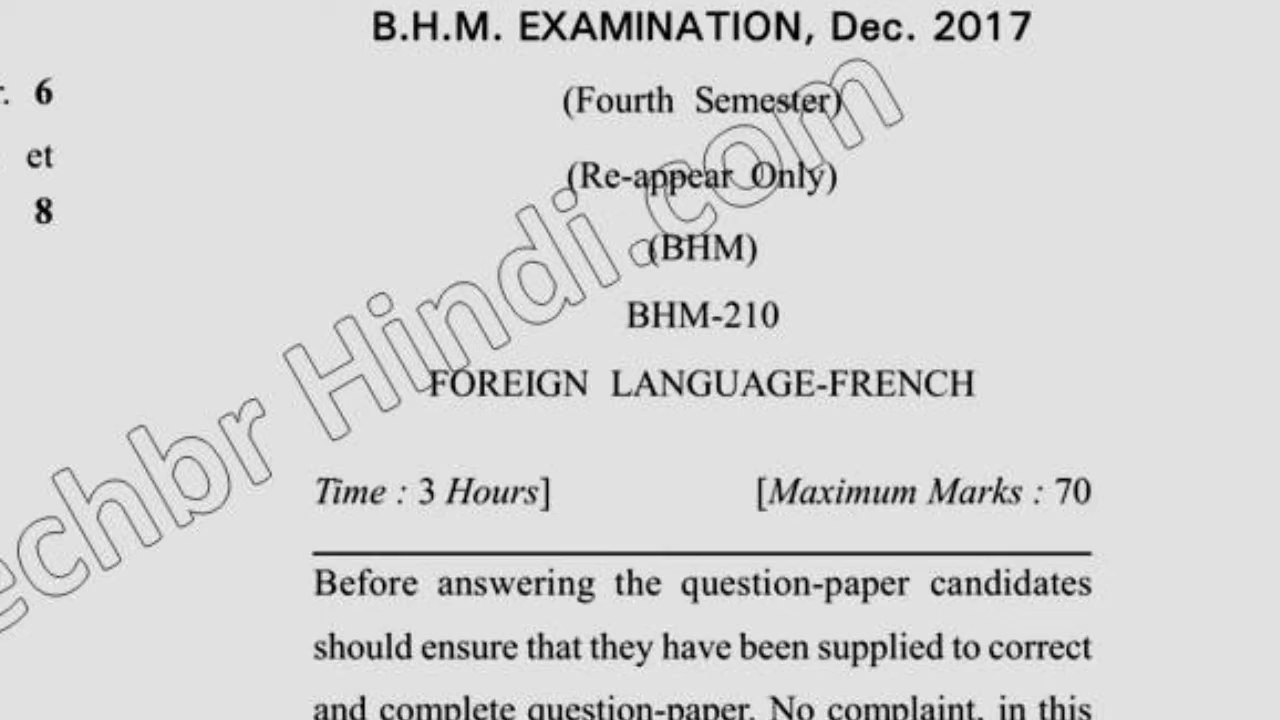 r. 6
et
8
B.H.M. EXAMINATION, Dec. 2017
(Fourth Semester)
(Re-appear Only)
(BHM)
BHM-210
FOREIGN LANGUAGE-FRENCH
Time : 3 Hours]	[Maximum Marks : 70
Before answering the question-paper candidates
should ensure that they have been supplied to correct
and complete question-paper. No complaint, in this
echbr Hindi.com